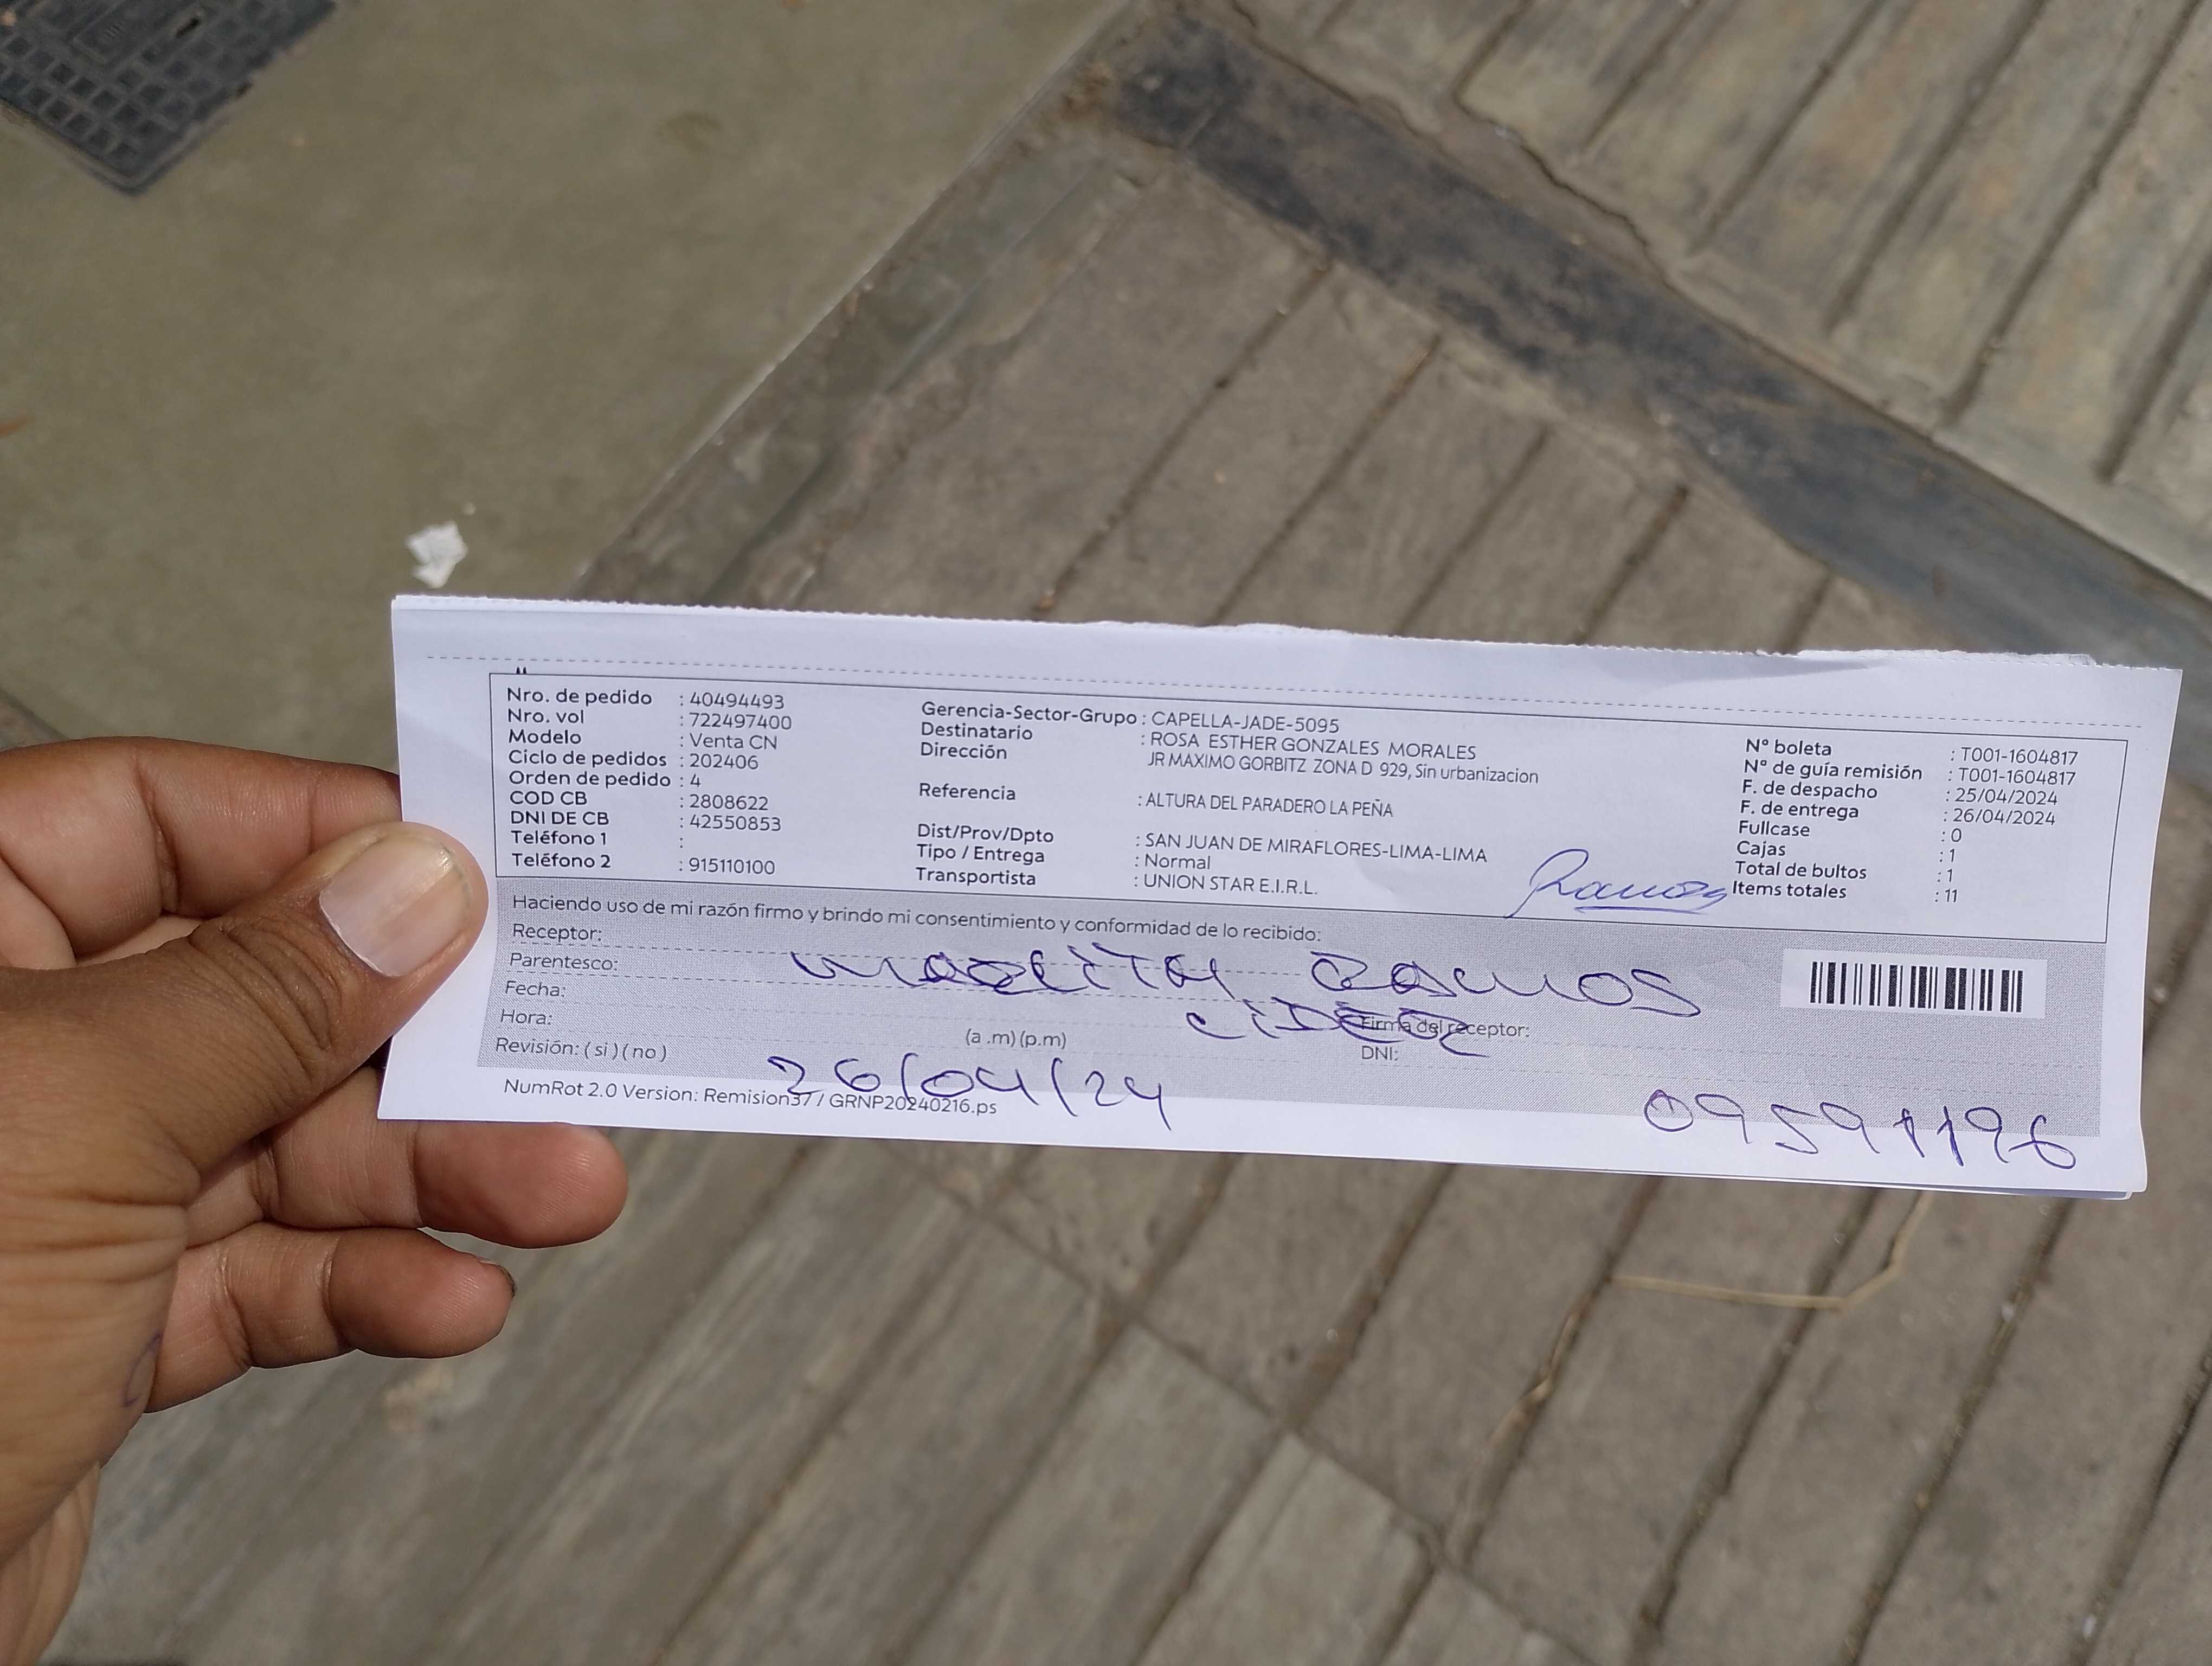 Nro. de pedido : 40494493
Nro. vol : 722497400
Modelo : Venta CN
Ciclo de pedidos : 202406
Orden de pedido : 4
COD CB : 2808622
DNI DE CB : 42550853
Teléfono 1 :
Teléfono 2 : 915110100
Gerencia-Sector-Grupo : CAPELLA-JADE-5095
Destinatario : ROSA ESTHER GONZALES MORALES
Dirección JR MAXIMO GORBITZ ZONA D 929, Sin urbanizacion
Referencia : ALTURA DEL PARADERO LA PEÑA
Dist/Prov/Dpto : SAN JUAN DE MIRAFLORES-LIMA-LIMA
Tipo / Entrega : Normal
Transportista : UNION STAR E.I.R.L.
N° boleta : T001-1604817
N° de guía remisión : T001-1604817
F. de despacho : 25/04/2024
F. de entrega : 26/04/2024
Fullcase : 0
Cajas : 1
Total de bultos : 1
Items totales : 11
Ramos
Haciendo uso de mi razón firmo y brindo mi consentimiento y conformidad de lo recibido:
Receptor:
Parentesco: Ramos
Fecha:
Firma del receptor:
Hora: (a .m) (p.m)
DNI:
Revisión: ( si ) ( no ) 26/04/24
NumRot 2.0 Version: Remision37 / GRNP20240216.ps